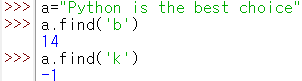 >>> a="Python is the best choice"
>>> a.find('b')
14
>>> a.find('k')
-1